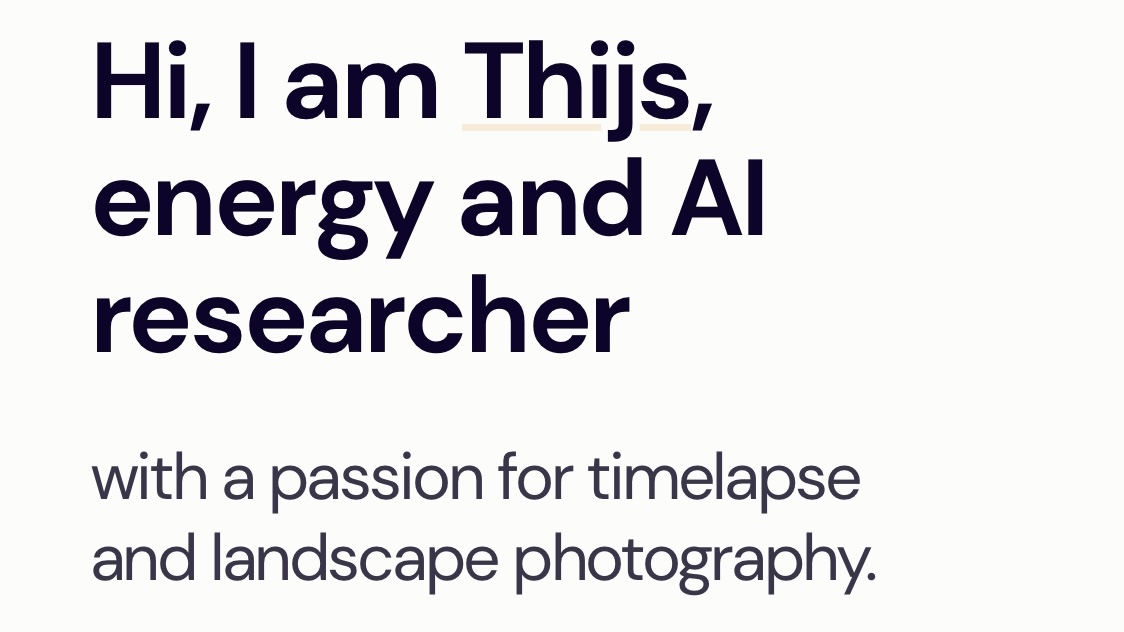 Hi, I am Thijs,
energy and AI
researcher
with a passion for timelapse
and landscape photography.